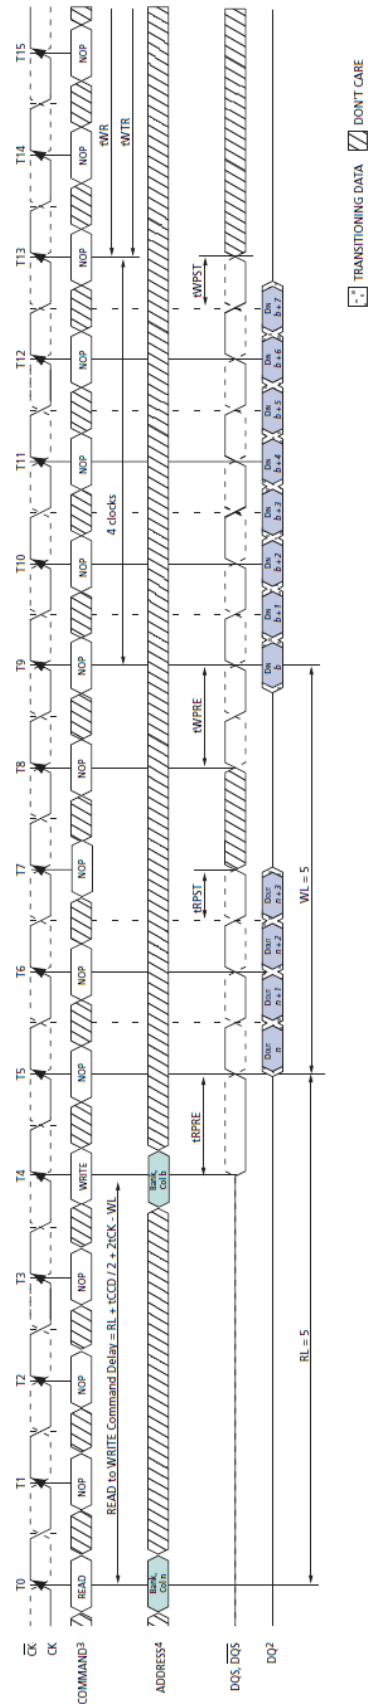 T0 T1 T2 T3 T4 T5 T6 T7 T8 T9 T10 T11 T12 T13 T14 T15
CK
CK
COMMAND3 READ NOP NOP NOP WRITE NOP NOP NOP NOP NOP NOP NOP NOP NOP NOP NOP
READ to WRITE Command Delay = RL + tCCD / 2 + 2tCK - WL
4 clocks
tWR
tWTR
ADDRESS4
Bank,
Col n
Bank,
Col b
tRPRE
tRPST
tWPRE
tWPST
DQS, DQS
DQ2
DOUT
n
DOUT
n + 1
DOUT
n + 2
DOUT
n + 3
DIN
b
DIN
b + 1
DIN
b + 2
DIN
b + 3
DIN
b + 4
DIN
b + 5
DIN
b + 6
DIN
b + 7
RL = 5
WL = 5
TRANSITIONING DATA
DON'T CARE